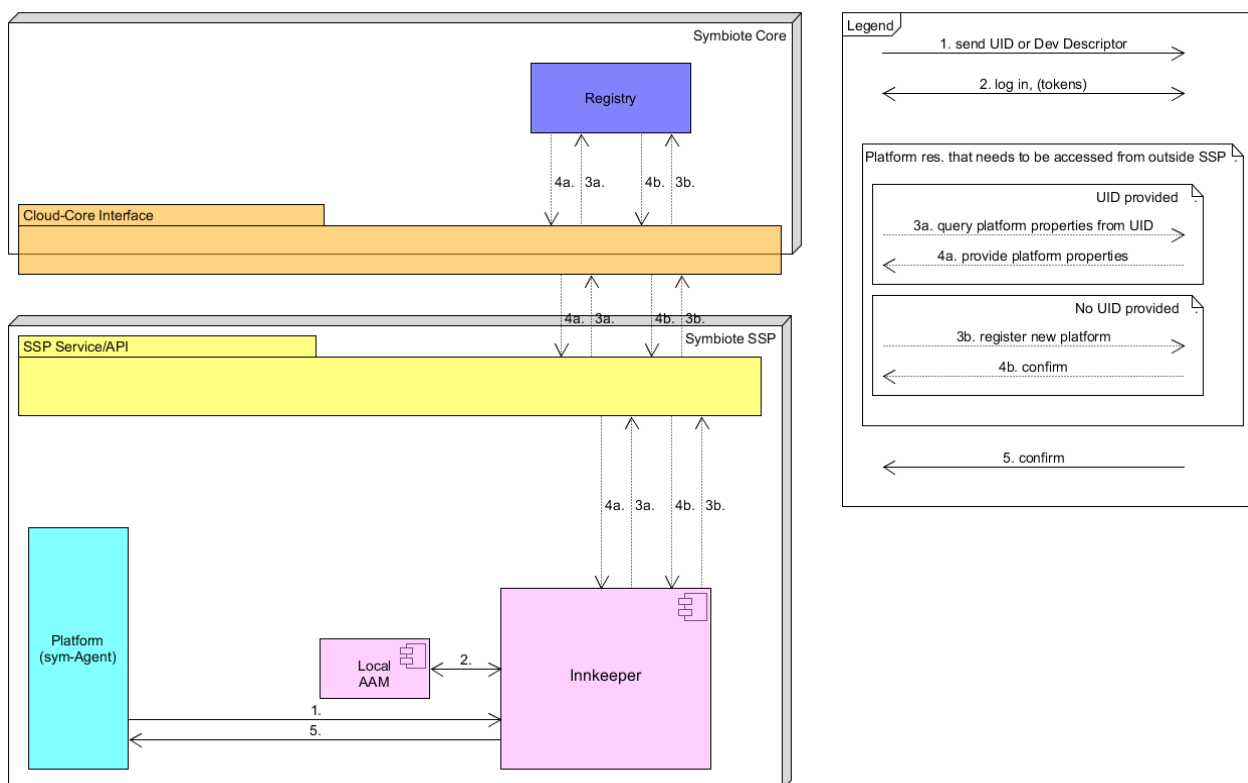 Symbiote Core
Registry
4a.
3a.
4b.
3b.
Cloud-Core Interface
4a.
3a.
4b.
3b.
Symbiote SSP
SSP Service/API
4a.
3a.
4b.
3b.
Platform
(sym-Agent)
Local
AAM
2.
Innkeeper
1.
5.
Legend
1. send UID or Dev Descriptor
2. log in, (tokens)
Platform res. that needs to be accessed from outside SSP
.
UID provided
.
3a. query platform properties from UID
4a. provide platform properties
No UID provided
.
3b. register new platform
4b. confirm
5. confirm